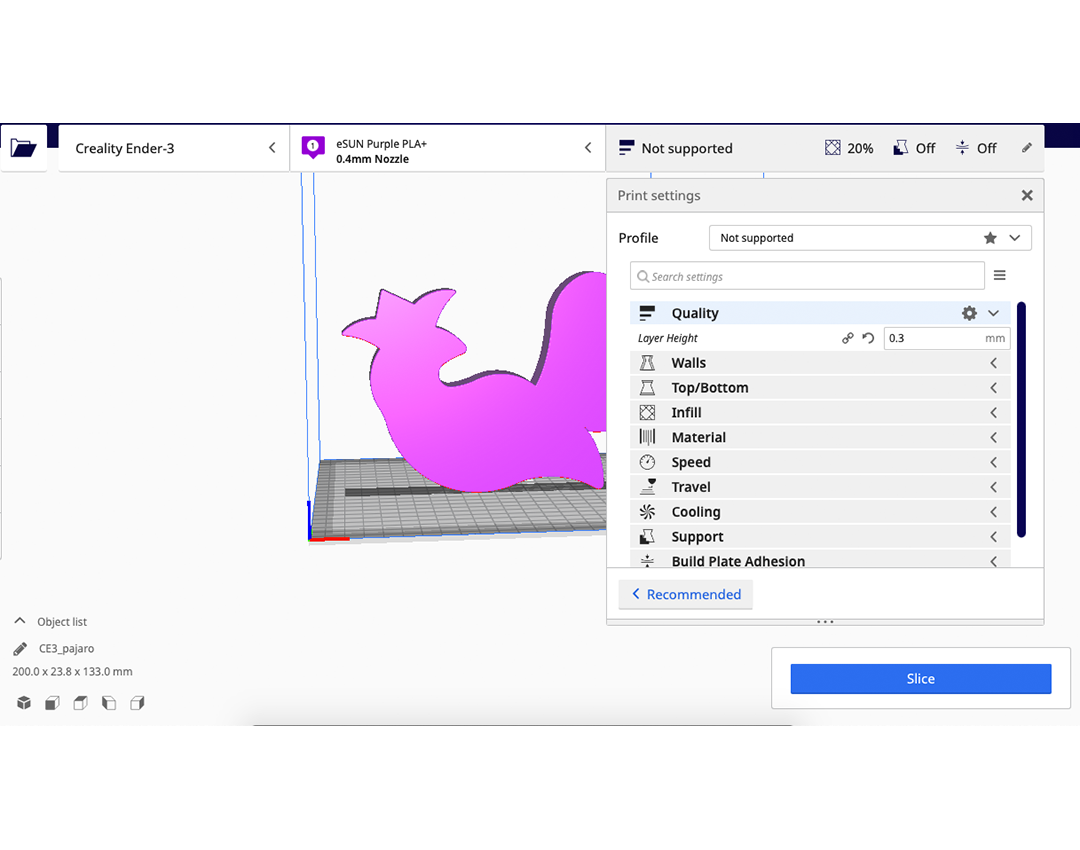 Creality Ender-3
1
eSUN Purple PLA+
0.4mm Nozzle
Not supported
20%
Off
Off
Print settings
Profile
Not supported
Search settings
Quality
Layer Height
0.3
mm
Walls
Top/Bottom
Infill
Material
Speed
Travel
Cooling
Support
Build Plate Adhesion
Recommended
Object list
CE3_pajaro
200.0 x 23.8 x 133.0 mm
Slice